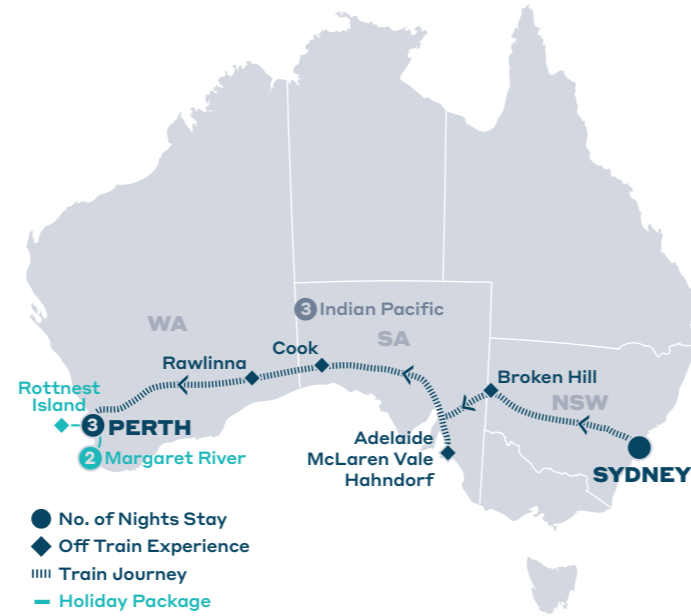 3 Indian Pacific
WA
SA
Cook
Rawlinna
Broken Hill
NSW
Rottnest
Island
3 PERTH
Adelaide
McLaren Vale
Hahndorf
2 Margaret River
SYDNEY
No. of Nights Stay
Off Train Experience
Train Journey
Holiday Package